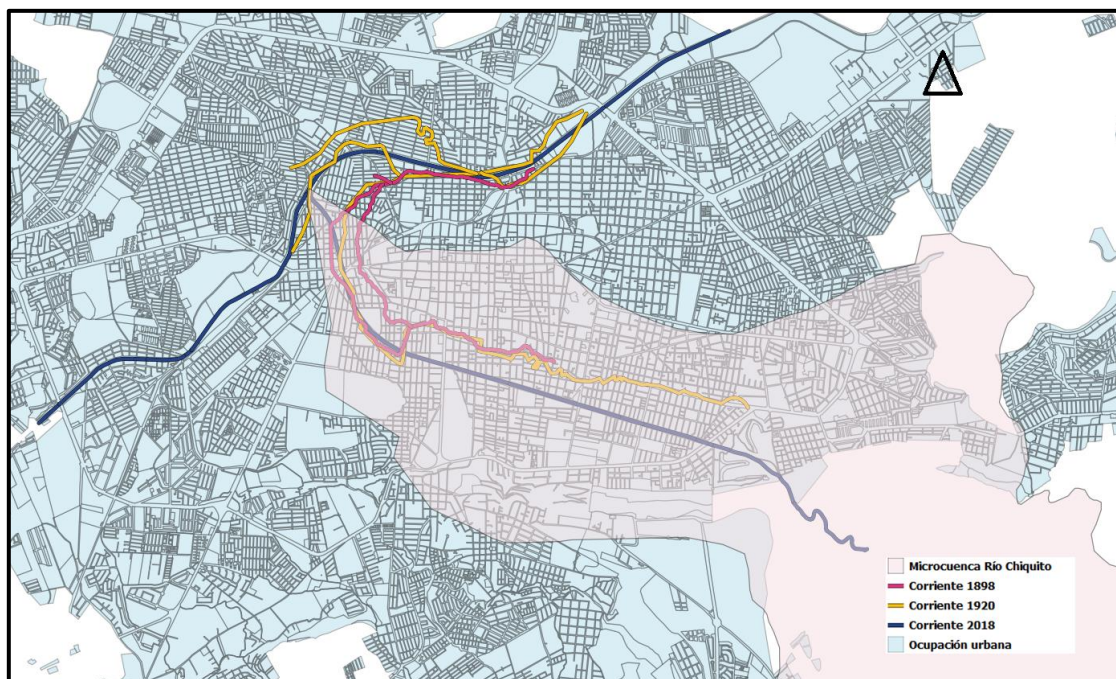 Microcuenca Río Chiquito
Corriente 1898
Corriente 1920
Corriente 2018
Ocupación urbana